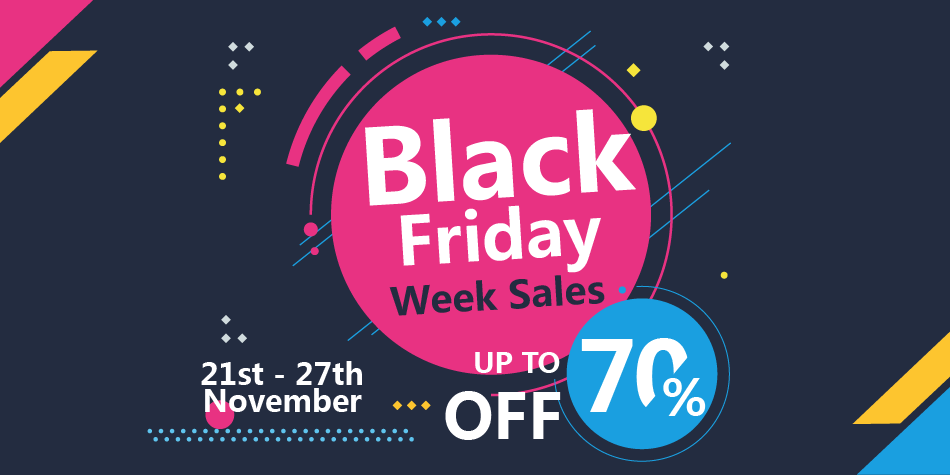 Black
Friday
Week Sales
21st - 27th
November
UP TO
OFF
70%